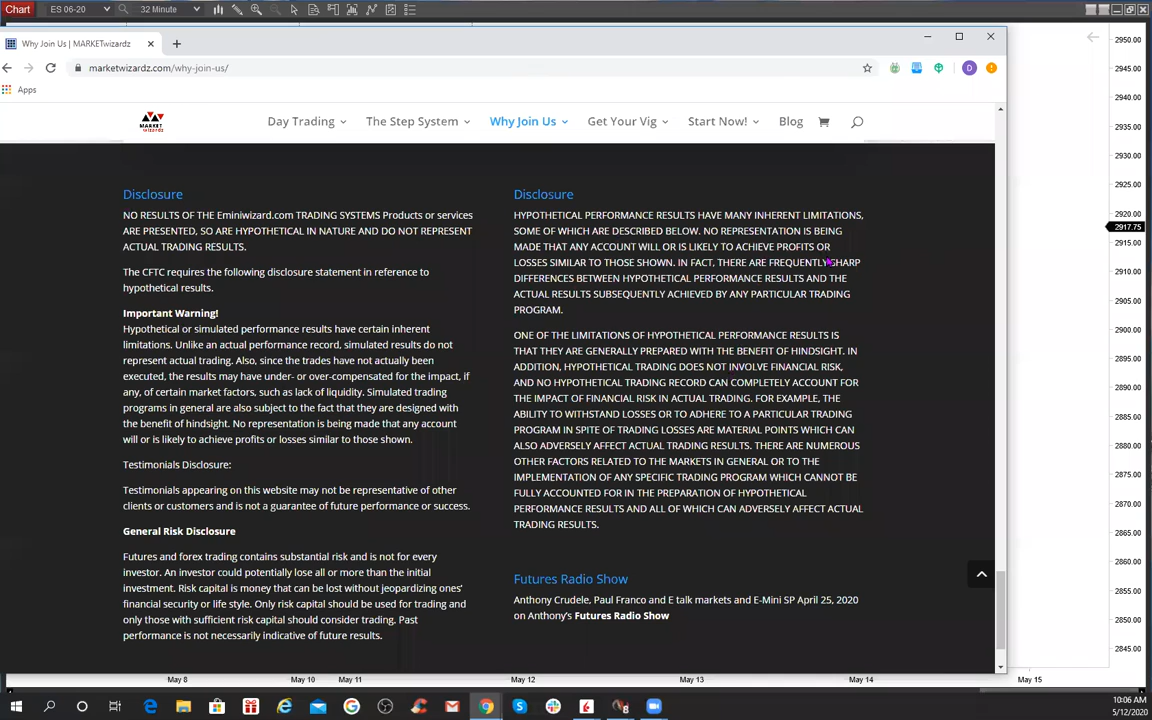 Chart ES 06-20 32 Minute
Why Join Us | MARKETwizardz
marketwizardz.com/why-join-us/
D
Apps
MARKET
wizardz
Day Trading The Step System Why Join Us Get Your Vig Start Now! Blog
Disclosure
NO RESULTS OF THE Eminiwizard.com TRADING SYSTEMS Products or services
ARE PRESENTED, SO ARE HYPOTHETICAL IN NATURE AND DO NOT REPRESENT
ACTUAL TRADING RESULTS.
The CFTC requires the following disclosure statement in reference to
hypothetical results.
Important Warning!
Hypothetical or simulated performance results have certain inherent
limitations. Unlike an actual performance record, simulated results do not
represent actual trading. Also, since the trades have not actually been
executed, the results may have under- or over-compensated for the impact, if
any, of certain market factors, such as lack of liquidity. Simulated trading
programs in general are also subject to the fact that they are designed with
the benefit of hindsight. No representation is being made that any account
will or is likely to achieve profits or losses similar to those shown.
Testimonials Disclosure:
Testimonials appearing on this website may not be representative of other
clients or customers and is not a guarantee of future performance or success.
General Risk Disclosure
Futures and forex trading contains substantial risk and is not for every
investor. An investor could potentially lose all or more than the initial
investment. Risk capital is money that can be lost without jeopardizing ones'
financial security or life style. Only risk capital should be used for trading and
only those with sufficient risk capital should consider trading. Past
performance is not necessarily indicative of future results.
Disclosure
HYPOTHETICAL PERFORMANCE RESULTS HAVE MANY INHERENT LIMITATIONS,
SOME OF WHICH ARE DESCRIBED BELOW. NO REPRESENTATION IS BEING
MADE THAT ANY ACCOUNT WILL OR IS LIKELY TO ACHIEVE PROFITS OR
LOSSES SIMILAR TO THOSE SHOWN. IN FACT, THERE ARE FREQUENTLY SHARP
DIFFERENCES BETWEEN HYPOTHETICAL PERFORMANCE RESULTS AND THE
ACTUAL RESULTS SUBSEQUENTLY ACHIEVED BY ANY PARTICULAR TRADING
PROGRAM.
ONE OF THE LIMITATIONS OF HYPOTHETICAL PERFORMANCE RESULTS IS
THAT THEY ARE GENERALLY PREPARED WITH THE BENEFIT OF HINDSIGHT. IN
ADDITION, HYPOTHETICAL TRADING DOES NOT INVOLVE FINANCIAL RISK,
AND NO HYPOTHETICAL TRADING RECORD CAN COMPLETELY ACCOUNT FOR
THE IMPACT OF FINANCIAL RISK IN ACTUAL TRADING. FOR EXAMPLE, THE
ABILITY TO WITHSTAND LOSSES OR TO ADHERE TO A PARTICULAR TRADING
PROGRAM IN SPITE OF TRADING LOSSES ARE MATERIAL POINTS WHICH CAN
ALSO ADVERSELY AFFECT ACTUAL TRADING RESULTS. THERE ARE NUMEROUS
OTHER FACTORS RELATED TO THE MARKETS IN GENERAL OR TO THE
IMPLEMENTATION OF ANY SPECIFIC TRADING PROGRAM WHICH CANNOT BE
FULLY ACCOUNTED FOR IN THE PREPARATION OF HYPOTHETICAL
PERFORMANCE RESULTS AND ALL OF WHICH CAN ADVERSELY AFFECT ACTUAL
TRADING RESULTS.
Futures Radio Show
Anthony Crudele, Paul Franco and E talk markets and E-Mini SP April 25, 2020
on Anthony's Futures Radio Show
2950.00
2945.00
2940.00
2935.00
2930.00
2925.00
2920.00
2917.75
2915.00
2910.00
2905.00
2900.00
2895.00
2890.00
2885.00
2880.00
2875.00
2870.00
2865.00
2860.00
2855.00
2850.00
2845.00
May 8 May 10 May 11 May 12 May 13 May 14 May 15
10:06 AM
5/12/2020